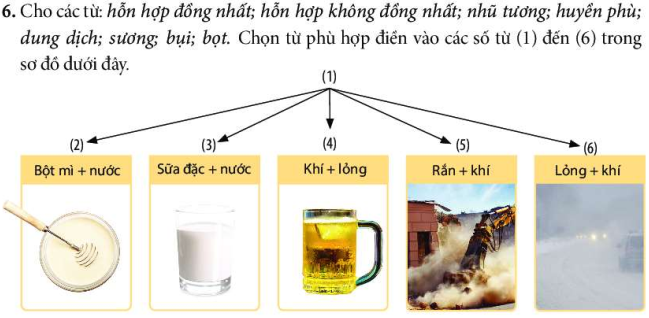 6. Cho các từ: hỗn hợp đồng nhất; hỗn hợp không đồng nhất; nhũ tương; huyền phù;
dung dịch; sương; bụi; bọt. Chọn từ phù hợp điền vào các số từ (1) đến (6) trong
sơ đồ dưới đây.
(1)
(2) (3) (4) (5) (6)
Bột mì + nước Sữa đặc + nước Khí + lỏng Rắn + khí Lỏng + khí